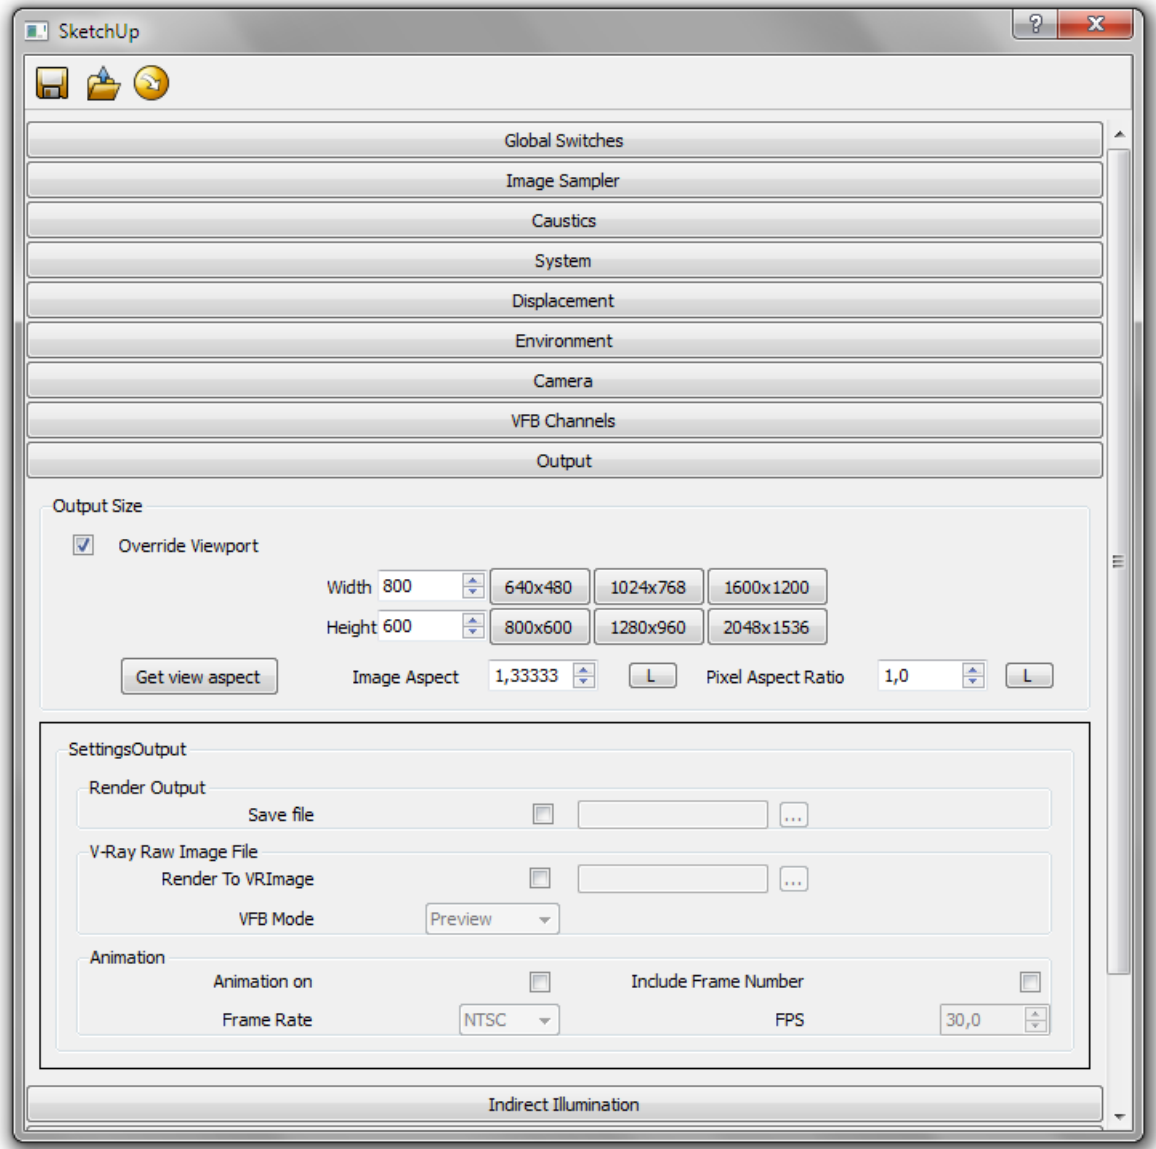 SketchUp
Global Switches
Image Sampler
Caustics
System
Displacement
Environment
Camera
VFB Channels
Output
Output Size
Override Viewport
Width 800 640x480 1024x768 1600x1200
Height 600 800x600 1280x960 2048x1536
Get view aspect Image Aspect 1,33333 L Pixel Aspect Ratio 1,0 L
SettingsOutput
Render Output
Save file ...
V-Ray Raw Image File
Render To VRImage ...
VFB Mode Preview
Animation
Animation on Include Frame Number
Frame Rate NTSC FPS 30,0
Indirect Illumination